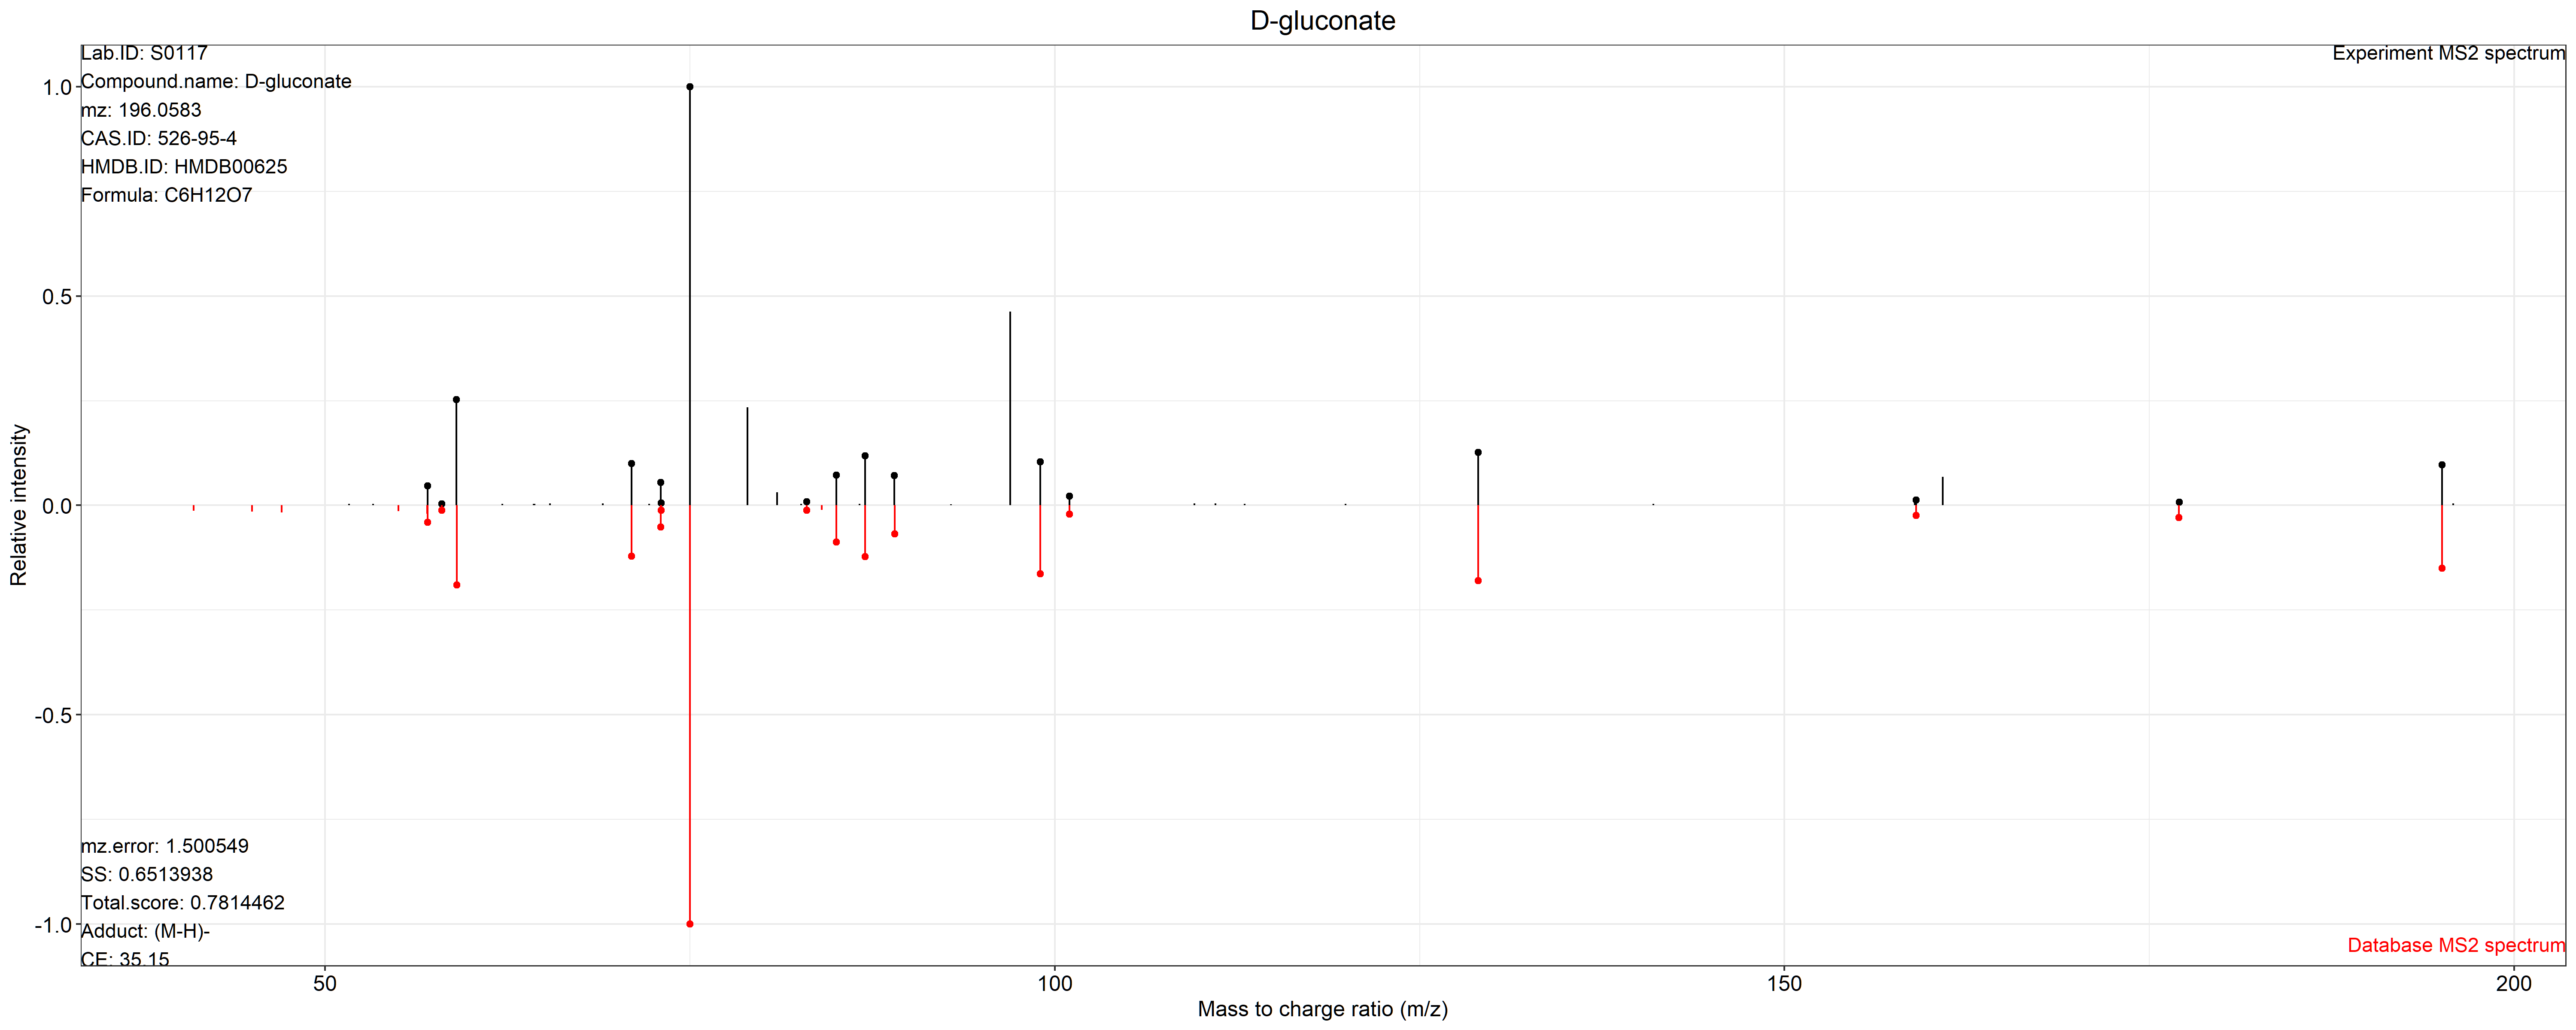 D-gluconate
Lab.ID: S0117
Experiment MS2 spectrum
Compound.name: D-gluconate
mz: 196.0583
CAS.ID: 526-95-4
HMDB.ID: HMDB00625
Formula: C6H12O7
1.0
0.5
0.0
-0.5
-1.0
Relative intensity
mz.error: 1.500549
SS: 0.6513938
Total.score: 0.7814462
Adduct: (M-H)-
CE: 35.15
Database MS2 spectrum
50
100
150
200
Mass to charge ratio (m/z)